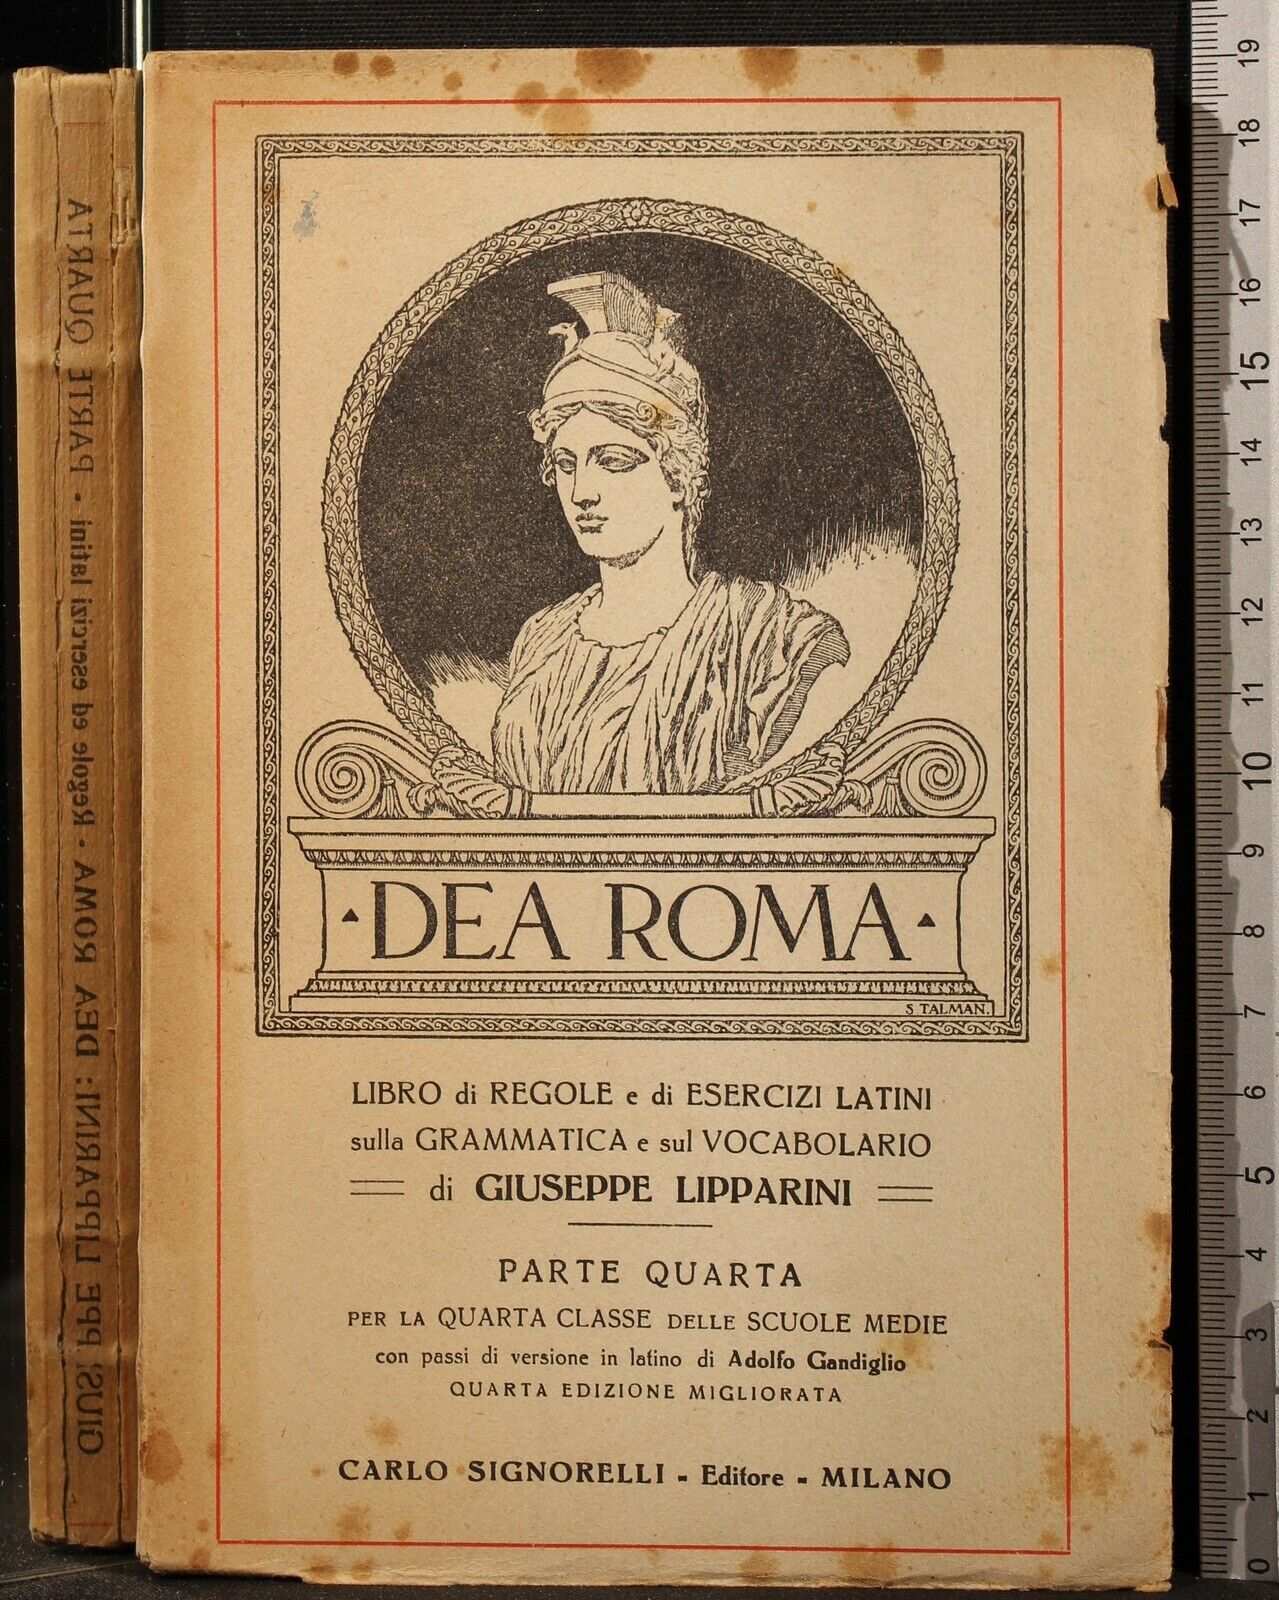 · DEA ROMA ·
S. TALMAN.
LIBRO di REGOLE e di ESERCIZI LATINI
sulla GRAMMATICA e sul VOCABOLARIO
di GIUSEPPE LIPPARINI
PARTE QUARTA
PER LA QUARTA CLASSE DELLE SCUOLE MEDIE
con passi di versione in latino di Adolfo Gandiglio
QUARTA EDIZIONE MIGLIORATA
CARLO SIGNORELLI - Editore - MILANO
GIUSEPPE LIPPARINI: DEA ROMA · Regole ed esercizi latini · PARTE QUARTA
19
18
17
16
15
14
13
12
11
10
9
8
7
6
5
4
3
2
1
0